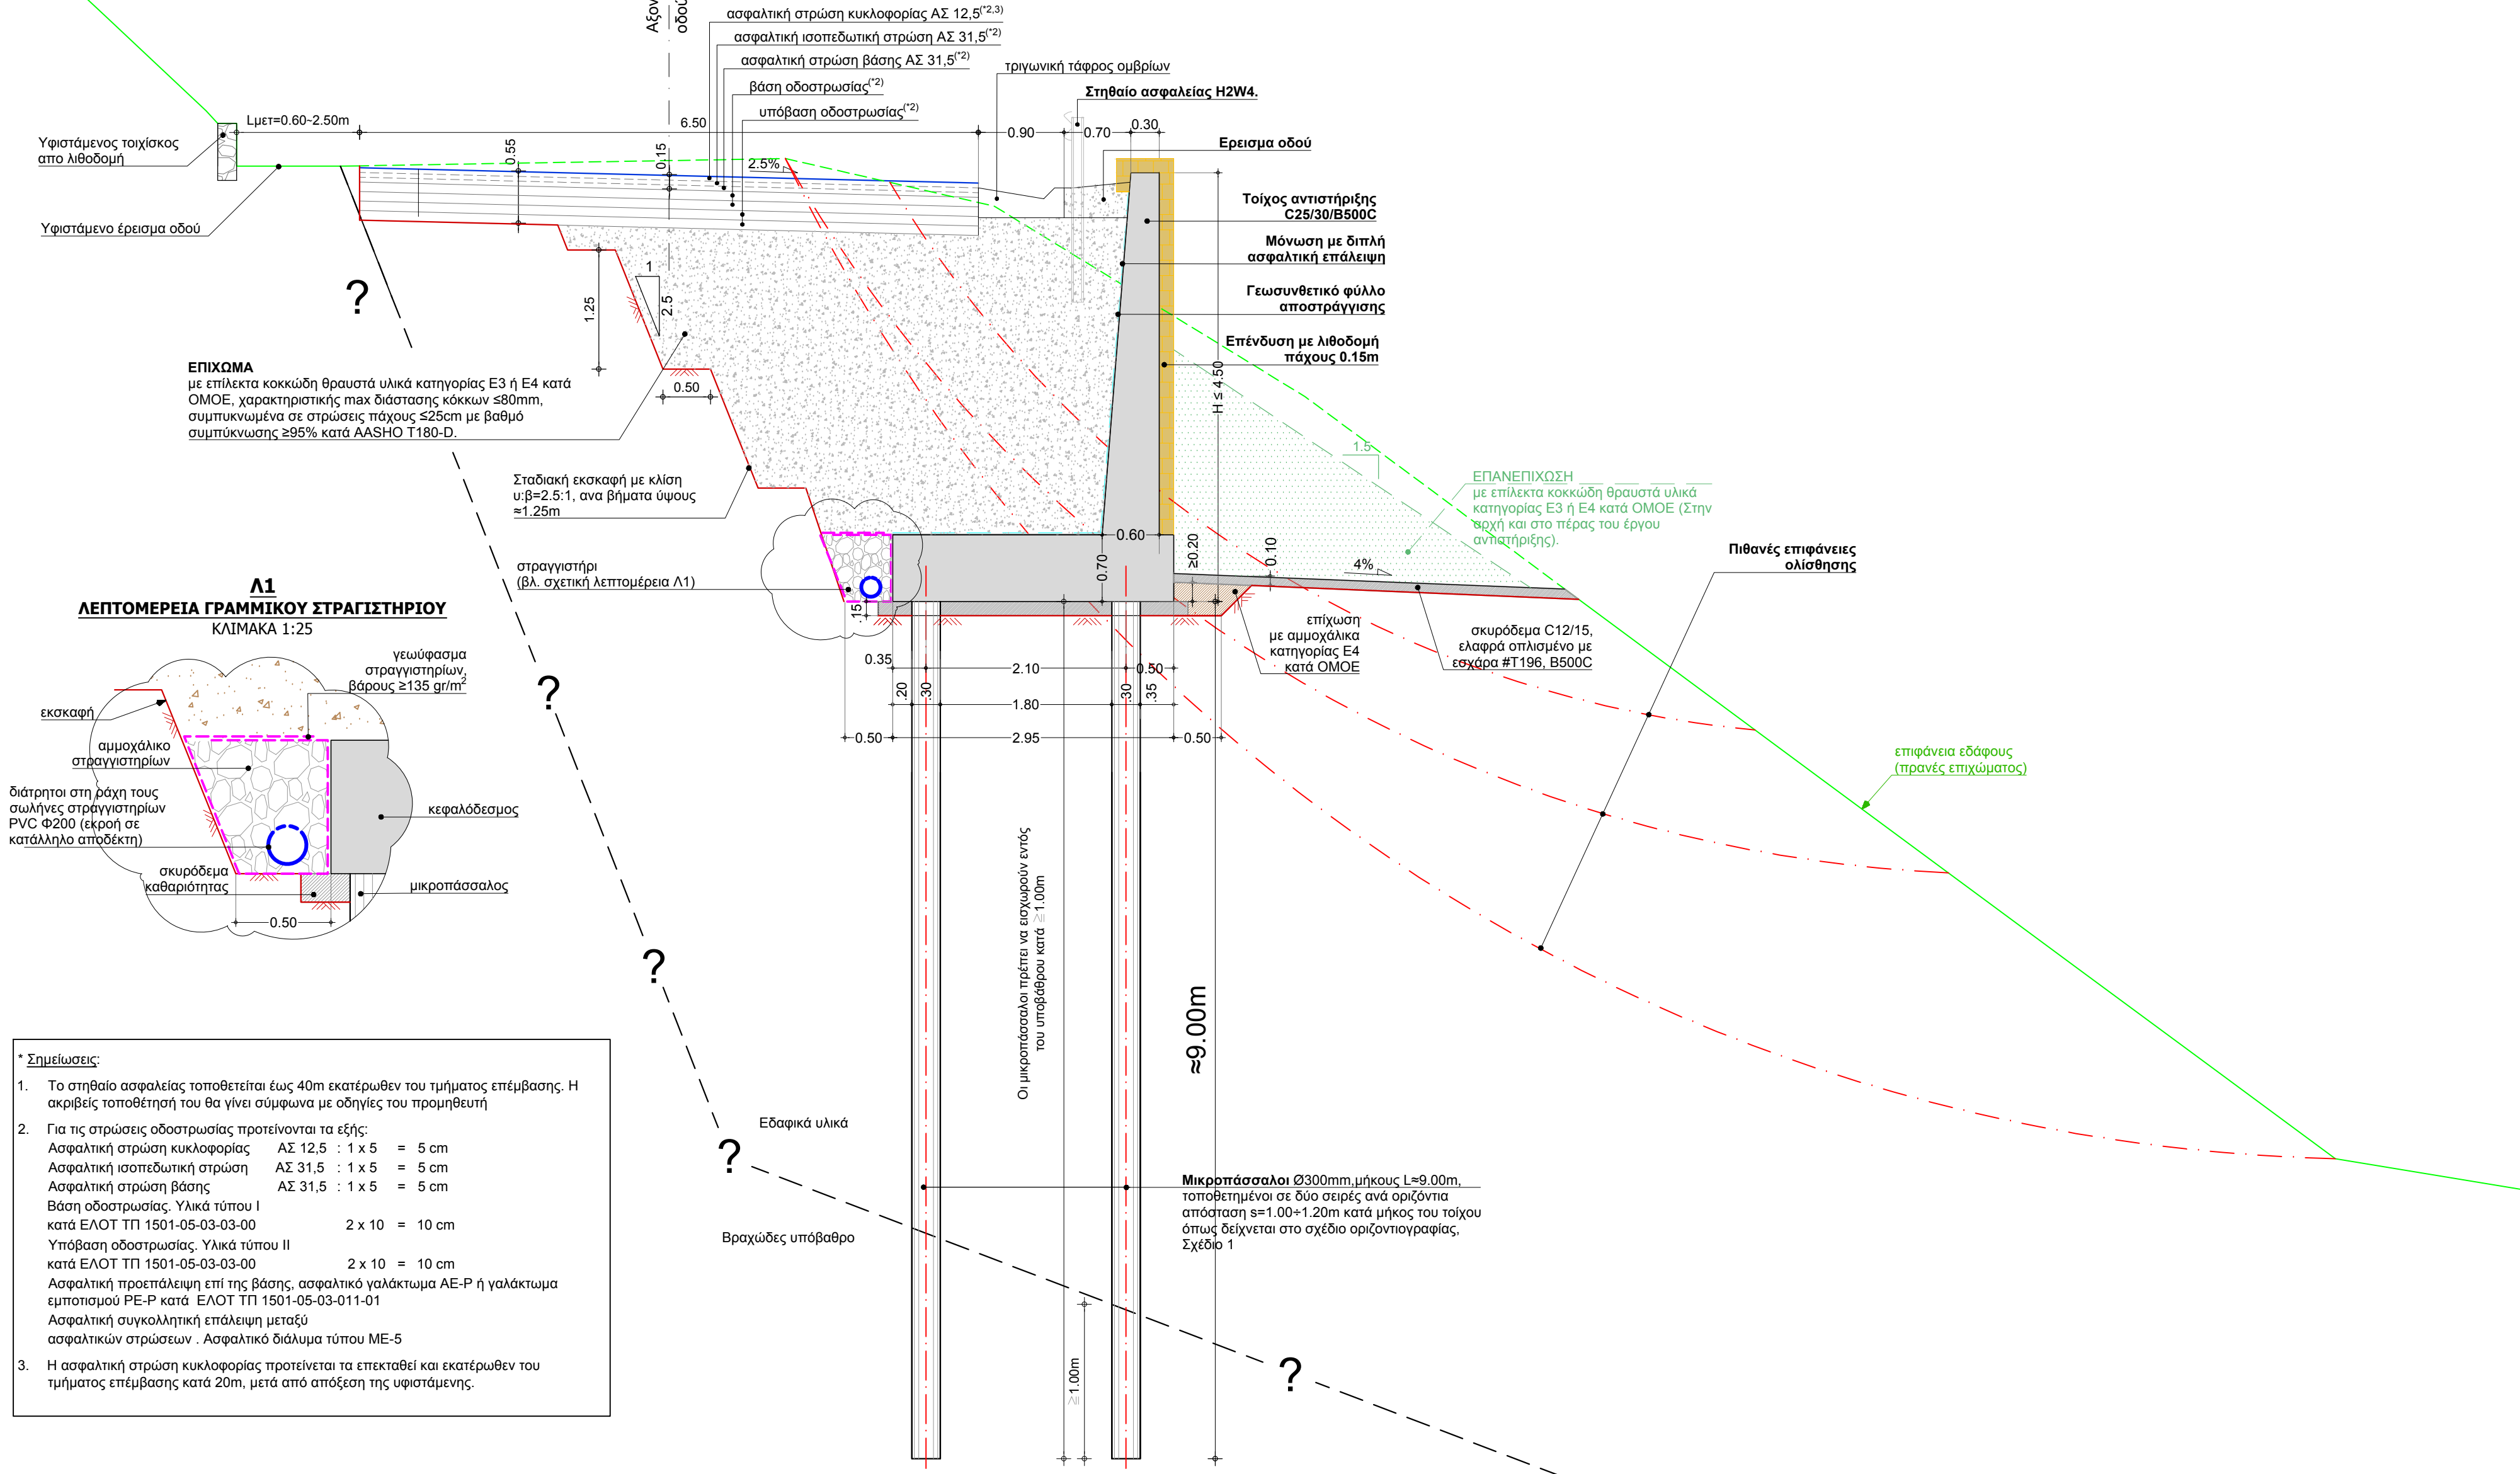 Αξον
οδού
ασφαλτική στρώση κυκλοφορίας ΑΣ 12,5(*2,3)
ασφαλτική ισοπεδωτική στρώση ΑΣ 31,5(*2)
ασφαλτική στρώση βάσης ΑΣ 31,5(*2)
βάση οδοστρωσίας(*2)
υπόβαση οδοστρωσίας(*2)
τριγωνική τάφρος ομβρίων
Στηθαίο ασφαλείας H2W4.
Ερεισμα οδού
Lμετ=0.60~2.50m
6.50
0.90
0.70
0.30
Υφιστάμενος τοιχίσκος
απο λιθοδομή
Υφιστάμενο έρεισμα οδού
0.55
0.15
2.5%
Τοίχος αντιστήριξης
C25/30/B500C
Μόνωση με διπλή
ασφαλτική επάλειψη
Γεωσυνθετικό φύλλο
αποστράγγισης
Επένδυση με λιθοδομή
πάχους 0.15m
1
2.5
1.25
0.50
H ≤ 4.50
?
ΕΠΙΧΩΜΑ
με επίλεκτα κοκκώδη θραυστά υλικά κατηγορίας Ε3 ή Ε4 κατά
ΟΜΟΕ, χαρακτηριστικής max διάστασης κόκκων ≤80mm,
συμπυκνωμένα σε στρώσεις πάχους ≤25cm με βαθμό
συμπύκνωσης ≥95% κατά AASHO T180-D.
Σταδιακή εκσκαφή με κλίση
υ:β=2.5:1, ανα βήματα ύψους
≈1.25m
στραγγιστήρι
(βλ. σχετική λεπτομέρεια Λ1)
1.5
ΕΠΑΝΕΠΙΧΩΣΗ
με επίλεκτα κοκκώδη θραυστά υλικά
κατηγορίας Ε3 ή Ε4 κατά ΟΜΟΕ (Στην
αρχή και στο πέρας του έργου
αντιστήριξης).
Πιθανές επιφάνειες
ολίσθησης
0.60
0.70
≥0.20
0.10
4%
.15
επίχωση
με αμμοχάλικα
κατηγορίας Ε4
κατά ΟΜΟΕ
σκυρόδεμα C12/15,
ελαφρά οπλισμένο με
εσχάρα #T196, B500C
0.35
2.10
0.50
.20
.30
1.80
.30
.35
0.50
2.95
0.50
επιφάνεια εδάφους
(πρανές επιχώματος)
Λ1
ΛΕΠΤΟΜΕΡΕΙΑ ΓΡΑΜΜΙΚΟΥ ΣΤΡΑΓΙΣΤΗΡΙΟΥ
ΚΛΙΜΑΚΑ 1:25
γεωύφασμα
στραγγιστηρίων,
βάρους ≥135 gr/m2
εκσκαφή
αμμοχάλικο
στραγγιστηρίων
διάτρητοι στη ράχη τους
σωλήνες στραγγιστηρίων
PVC Φ200 (εκροή σε
κατάλληλο αποδέκτη)
κεφαλόδεσμος
σκυρόδεμα
καθαριότητας
μικροπάσσαλος
0.50
?
?
?
?
Οι μικροπάσσαλοι πρέπει να εισχωρούν εντός
του υποβάθρου κατά ≥ 1.00m
≈9.00m
≥1.00m
Εδαφικά υλικά
Βραχώδες υπόβαθρο
Μικροπάσσαλοι Ø300mm,μήκους L≈9.00m,
τοποθετημένοι σε δύο σειρές ανά οριζόντια
απόσταση s=1.00÷1.20m κατά μήκος του τοίχου
όπως δείχνεται στο σχέδιο οριζοντιογραφίας,
Σχέδιο 1
* Σημειώσεις:
1. Το στηθαίο ασφαλείας τοποθετείται έως 40m εκατέρωθεν του τμήματος επέμβασης. Η
ακριβείς τοποθέτησή του θα γίνει σύμφωνα με οδηγίες του προμηθευτή
2. Για τις στρώσεις οδοστρωσίας προτείνονται τα εξής:
Ασφαλτική στρώση κυκλοφορίας ΑΣ 12,5 : 1 x 5 = 5 cm
Ασφαλτική ισοπεδωτική στρώση ΑΣ 31,5 : 1 x 5 = 5 cm
Ασφαλτική στρώση βάσης ΑΣ 31,5 : 1 x 5 = 5 cm
Βάση οδοστρωσίας. Υλικά τύπου Ι
κατά ΕΛΟΤ ΤΠ 1501-05-03-03-00 2 x 10 = 10 cm
Υπόβαση οδοστρωσίας. Υλικά τύπου ΙΙ
κατά ΕΛΟΤ ΤΠ 1501-05-03-03-00 2 x 10 = 10 cm
Ασφαλτική προεπάλειψη επί της βάσης, ασφαλτικό γαλάκτωμα ΑΕ-Ρ ή γαλάκτωμα
εμποτισμού ΡΕ-Ρ κατά ΕΛΟΤ ΤΠ 1501-05-03-011-01
Ασφαλτική συγκολλητική επάλειψη μεταξύ
ασφαλτικών στρώσεων . Ασφαλτικό διάλυμα τύπου ΜΕ-5
3. Η ασφαλτική στρώση κυκλοφορίας προτείνεται τα επεκταθεί και εκατέρωθεν του
τμήματος επέμβασης κατά 20m, μετά από απόξεση της υφιστάμενης.